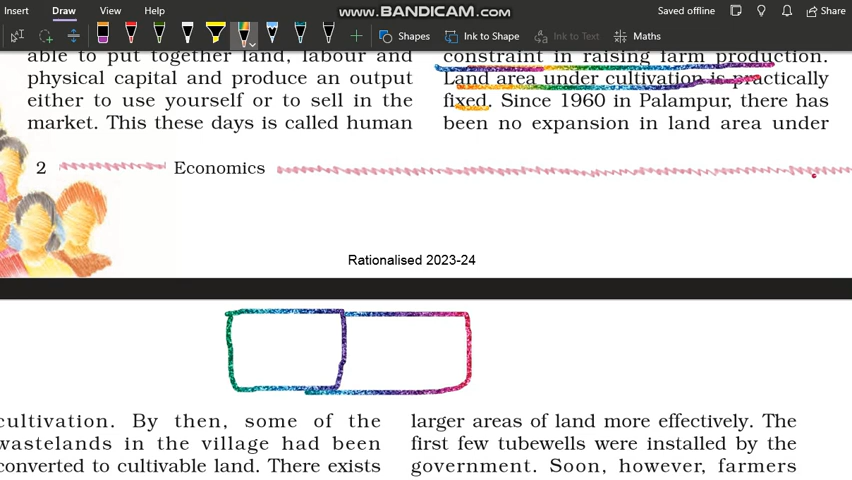 WWW.BANDICAM.COM
Insert Draw View Help Saved offline Share
Shapes Ink to Shape Ink to Text Maths
able to put together land, labour and
physical capital and produce an output
either to use yourself or to sell in the
market. This these days is called human
constraint in raising farm production.
Land area under cultivation is practically
fixed. Since 1960 in Palampur, there has
been no expansion in land area under
2 Economics
Rationalised 2023-24
cultivation. By then, some of the
wastelands in the village had been
converted to cultivable land. There exists
larger areas of land more effectively. The
first few tubewells were installed by the
government. Soon, however, farmers